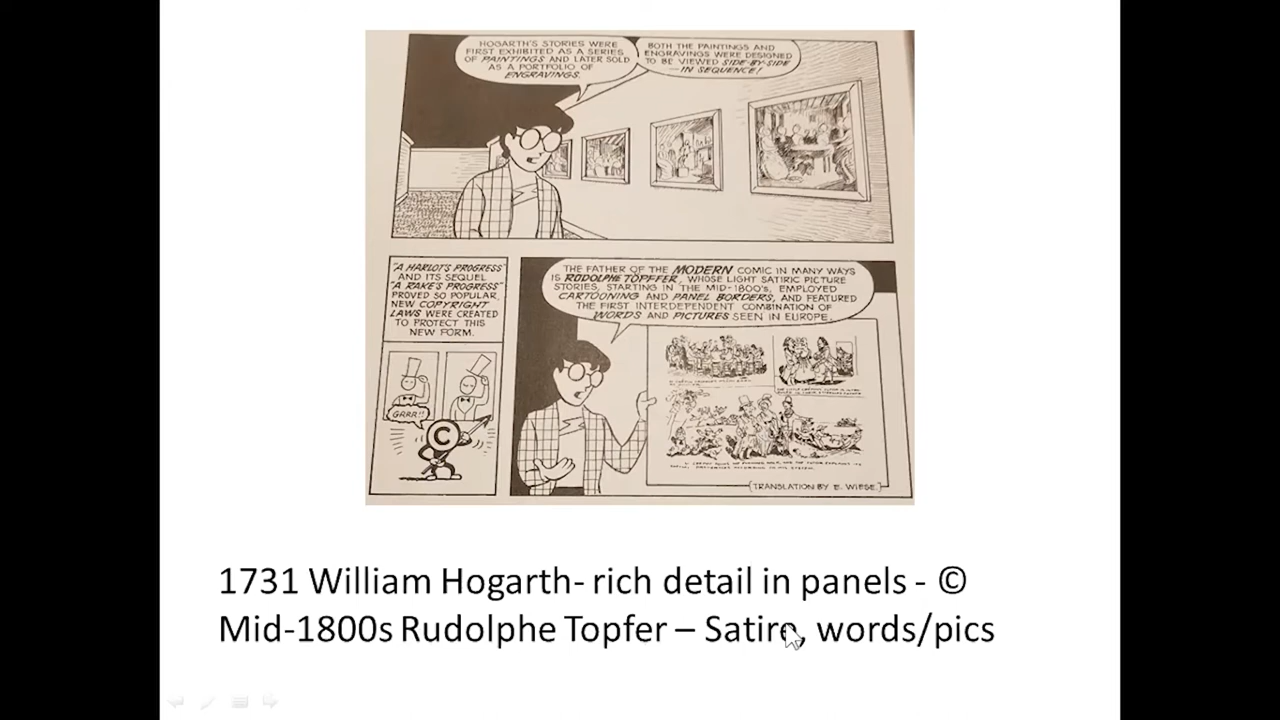 HOGARTH'S STORIES WERE
FIRST EXHIBITED AS A SERIES
OF PAINTINGS AND LATER SOLD
AS A PORTFOLIO OF
ENGRAVINGS.
BOTH THE PAINTINGS AND
ENGRAVINGS WERE DESIGNED
TO BE VIEWED SIDE-BY-SIDE
—IN SEQUENCE!
"A HARLOT'S PROGRESS"
AND ITS SEQUEL
"A RAKE'S PROGRESS"
PROVED SO POPULAR,
NEW COPYRIGHT
LAWS WERE CREATED
TO PROTECT THIS
NEW FORM.
GRRR!!
C
THE FATHER OF THE MODERN COMIC IN MANY WAYS
IS RODOLPHE TÖPFFER, WHOSE LIGHT SATIRIC PICTURE
STORIES, STARTING IN THE MID-1800'S, EMPLOYED
CARTOONING AND PANEL BORDERS, AND FEATURED
THE FIRST INTERDEPENDENT COMBINATION OF
WORDS AND PICTURES SEEN IN EUROPE.
(TRANSLATION BY E. WIESE.)
1731 William Hogarth- rich detail in panels - ©
Mid-1800s Rudolphe Topfer – Satire, words/pics